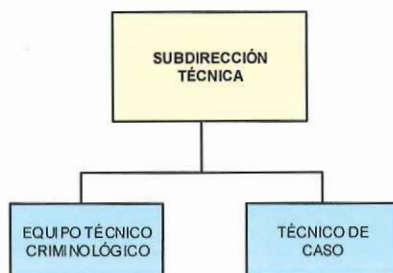 SUBDIRECCIÓN
TÉCNICA
EQUIPO TÉCNICO
CRIMINOLÓGICO
TÉCNICO DE
CASO